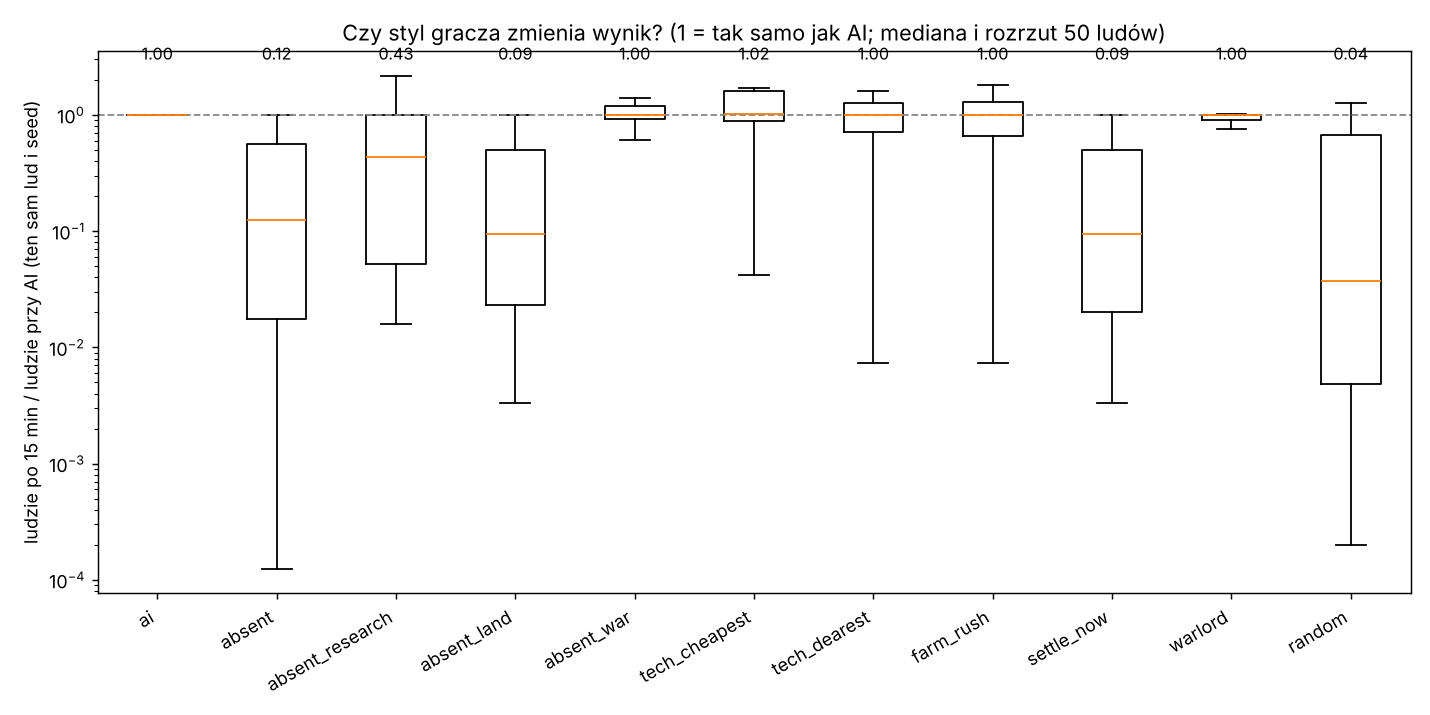 Czy styl gracza zmienia wynik? (1 = tak samo jak AI; mediana i rozrzut 50 ludów)
1.00 0.12 0.43 0.09 1.00 1.02 1.00 1.00 0.09 1.00 0.04
ludzie po 15 min / ludzie przy AI (ten sam lud i seed)
10⁰
10⁻¹
10⁻²
10⁻³
10⁻⁴
ai
absent
absent_research
absent_land
absent_war
tech_cheapest
tech_dearest
farm_rush
settle_now
warlord
random